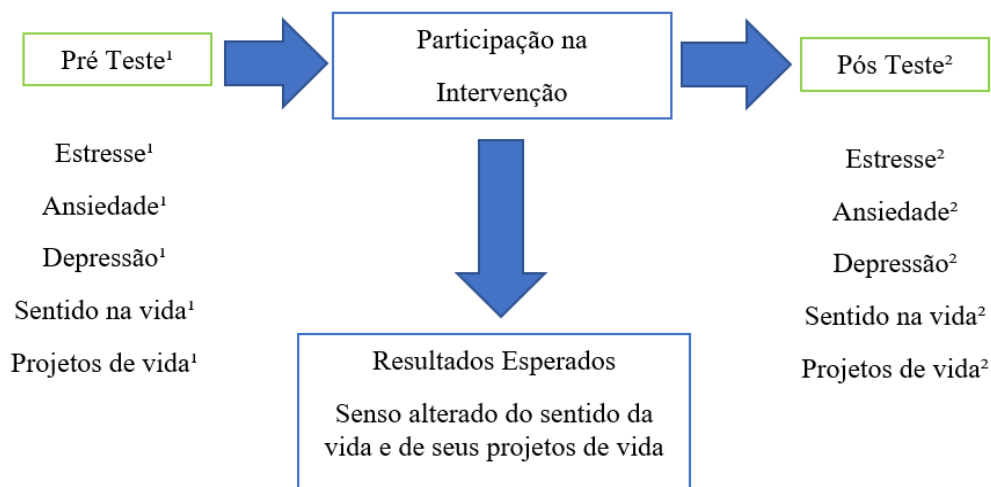 Pré Teste¹
Participação na
Intervenção
Pós Teste²
Estresse¹
Ansiedade¹
Depressão¹
Sentido na vida¹
Projetos de vida¹
Estresse²
Ansiedade²
Depressão²
Sentido na vida²
Projetos de vida²
Resultados Esperados
Senso alterado do sentido da
vida e de seus projetos de vida